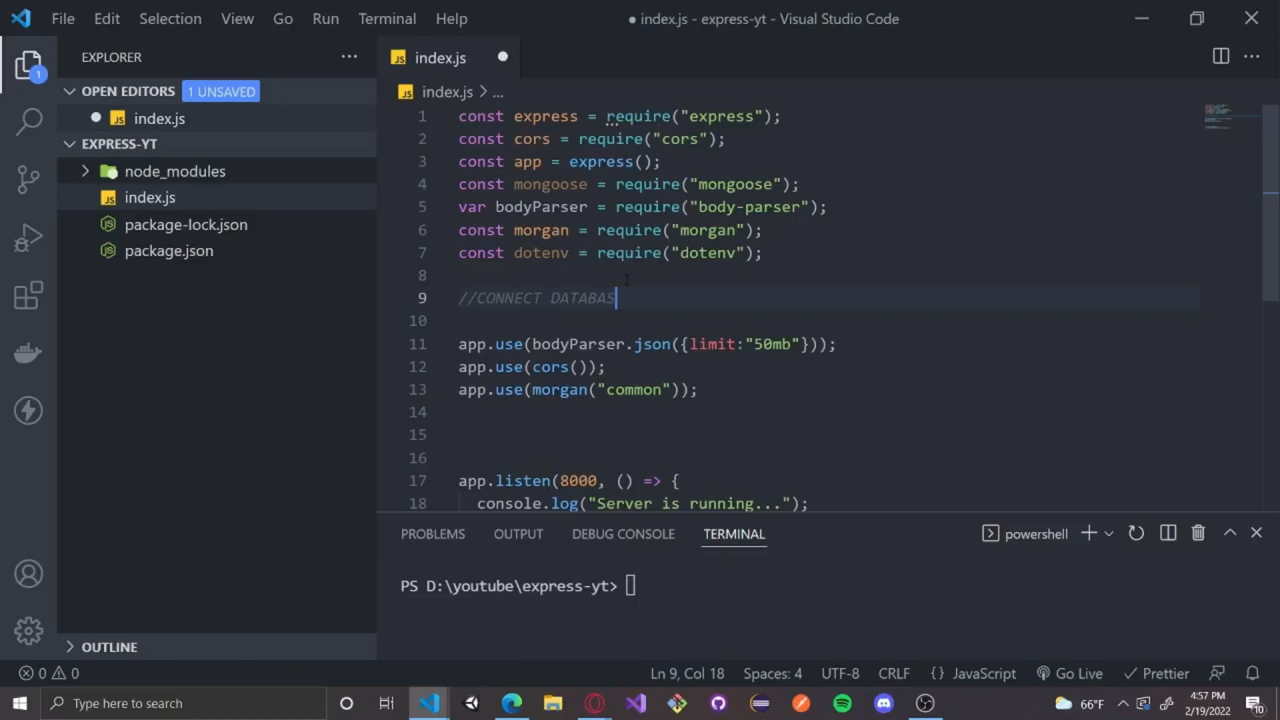 File Edit Selection View Go Run Terminal Help
● index.js - express-yt - Visual Studio Code
EXPLORER
OPEN EDITORS 1 UNSAVED
index.js
EXPRESS-YT
node_modules
index.js
package-lock.json
package.json
OUTLINE
1
JS index.js
JS index.js > ...
1 const express = require("express");
2 const cors = require("cors");
3 const app = express();
4 const mongoose = require("mongoose");
5 var bodyParser = require("body-parser");
6 const morgan = require("morgan");
7 const dotenv = require("dotenv");
8
9 //CONNECT DATABAS
10
11 app.use(bodyParser.json({limit:"50mb"}));
12 app.use(cors());
13 app.use(morgan("common"));
14
15
16
17 app.listen(8000, () => {
18 console.log("Server is running...");
PROBLEMS OUTPUT DEBUG CONSOLE TERMINAL powershell
PS D:\youtube\express-yt>
0 0 Ln 9, Col 18 Spaces: 4 UTF-8 CRLF {} JavaScript Go Live Prettier
Type here to search 66°F 4:57 PM
2/19/2022 10